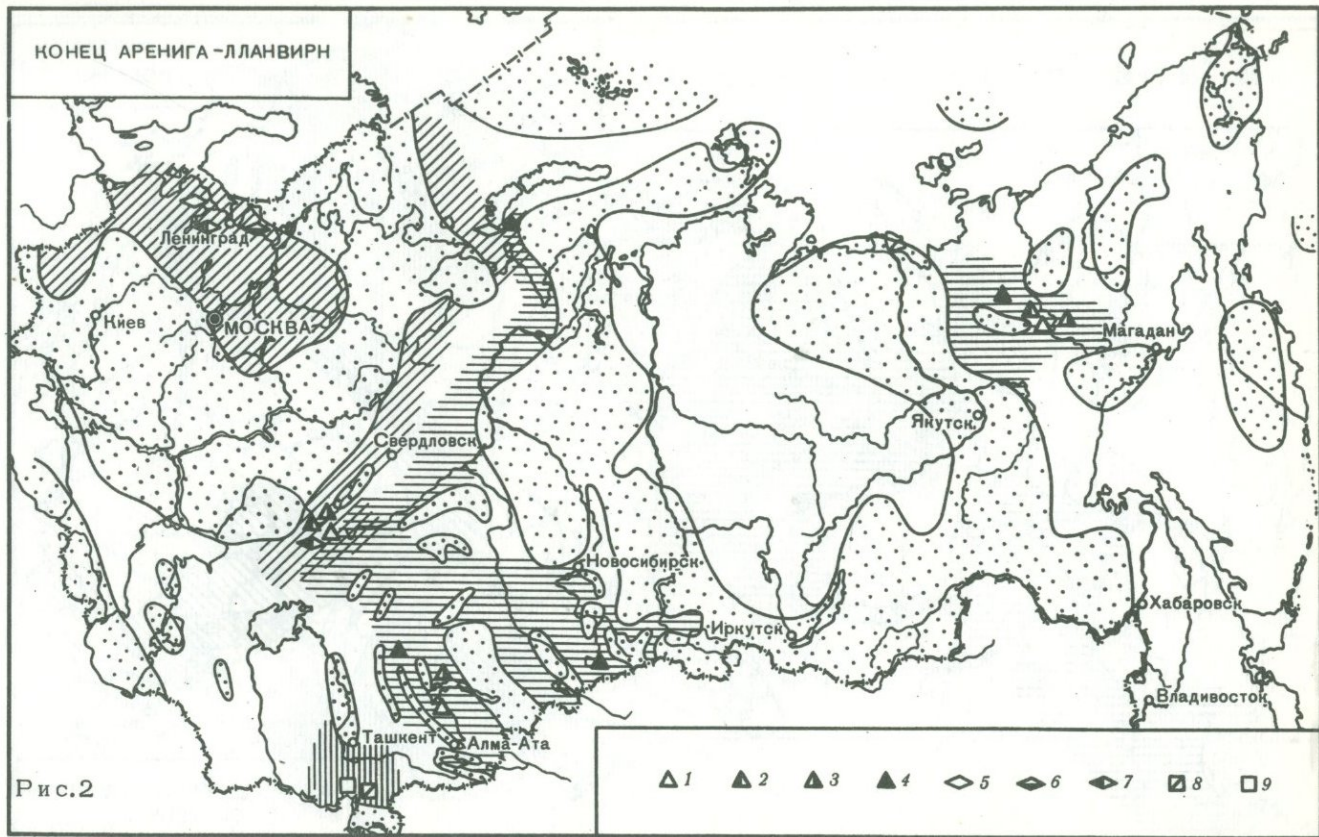 КОНЕЦ АРЕНИГА-ЛЛАНВИРН
Ленинград
Киев
МОСКВА
Магадан
Якутск
Свердловск
Новосибирск
Хабаровск
Иркутск
Владивосток
Ташкент
Алма-Ата
Рис.2
1 2 3 4 5 6 7 8 9